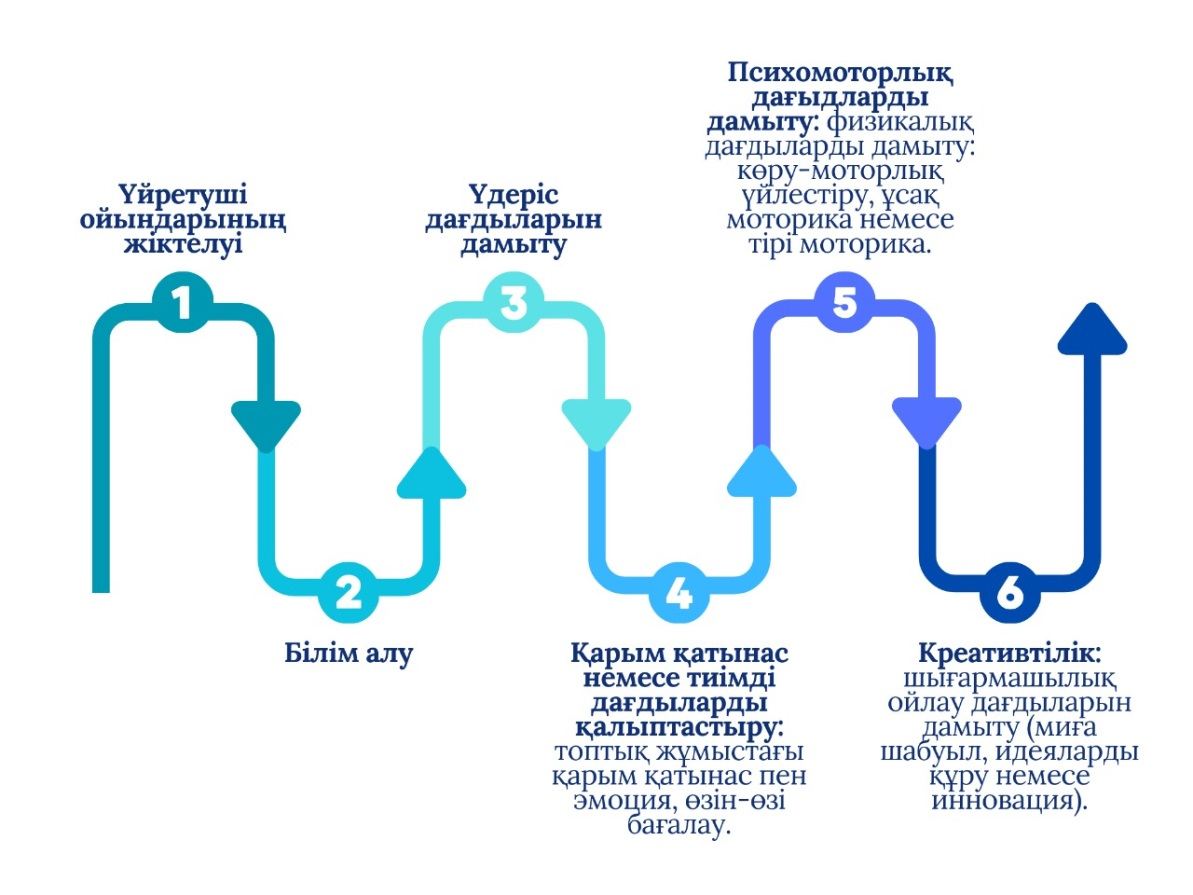 Үйретуші
ойындарының
жіктелуі
1
2
Білім алу
Үдеріс
дағдыларын
дамыту
3
4
Қарым қатынас
немесе тиімді
дағдыларды
қалыптастыру:
топтық жұмыстағы
қарым қатынас пен
эмоция, өзін-өзі
бағалау.
Психомоторлық
дағыдларды
дамыту: физикалық
дағдыларды дамыту:
көру-моторлық
үйлестіру, ұсақ
моторика немесе
тірі моторика.
5
6
Креативтілік:
шығармашылық
ойлау дағдыларын
дамыту (миға
шабуыл, идеяларды
құру немесе
инновация).